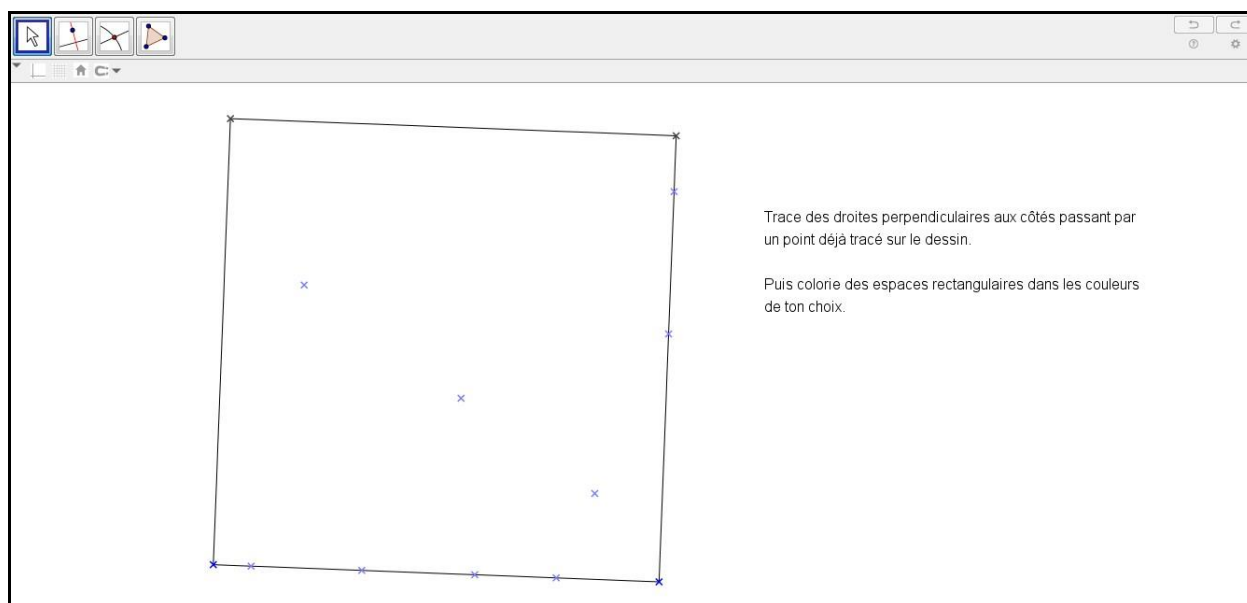 Trace des droites perpendiculaires aux côtés passant par
un point déjà tracé sur le dessin.
Puis colorie des espaces rectangulaires dans les couleurs
de ton choix.